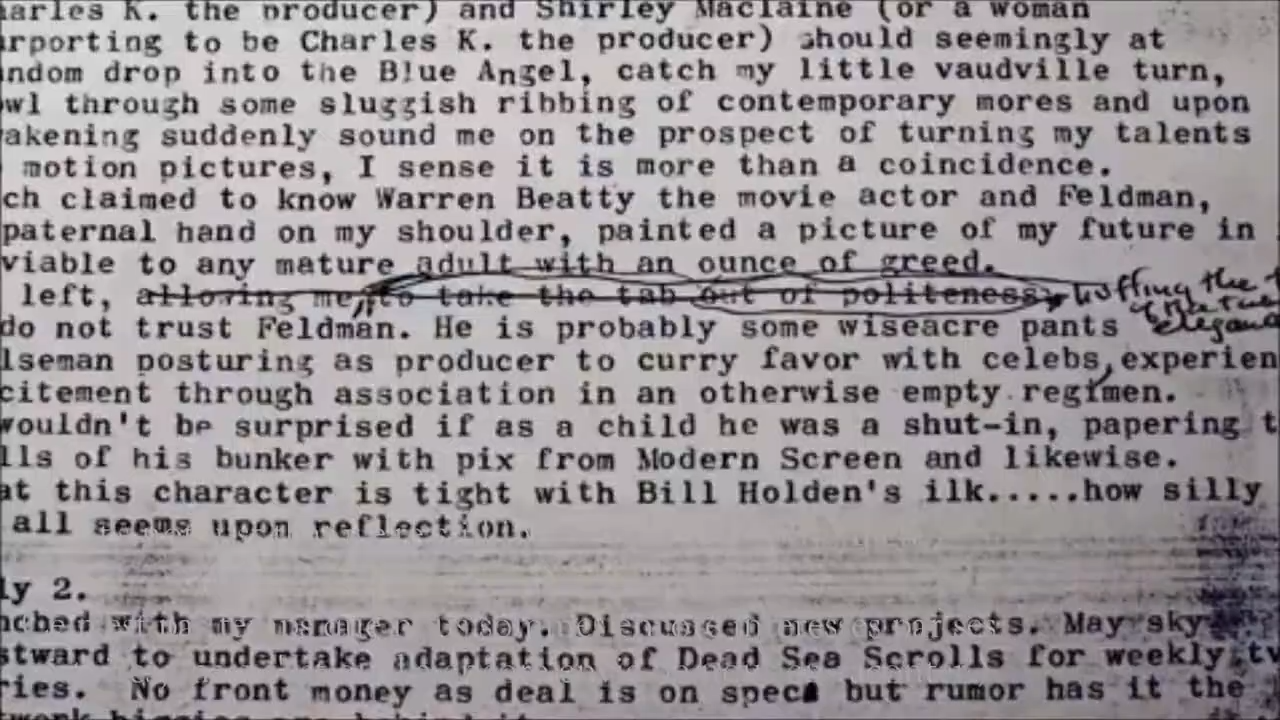 arles K. the producer) and Shirley Maclaine (or a woman
rporting to be Charles K. the producer) should seemingly at
ndom drop into the Blue Angel, catch my little vaudville turn,
owl through some sluggish ribbing of contemporary mores and upon
akening suddenly sound me on the prospect of turning my talents
motion pictures, I sense it is more than a coincidence.
ch claimed to know Warren Beatty the movie actor and Feldman,
paternal hand on my shoulder, painted a picture of my future in
viable to any mature adult with an ounce of greed.
left, allowing me to take the tab out of politeness, the
do not trust Feldman. He is probably some wiseacre pants
lseman posturing as producer to curry favor with celebs, experien
citement through association in an otherwise empty regimen.
wouldn't be surprised if as a child he was a shut-in, papering t
lls of his bunker with pix from Modern Screen and likewise.
at this character is tight with Bill Holden's ilk.....how silly
all seems upon reflection.
ly 2.
ched with my manager today. Discussed new projects. May sky
stward to undertake adaptation of Dead Sea Scrolls for weekly tv
ries. No front money as deal is on spec but rumor has it the